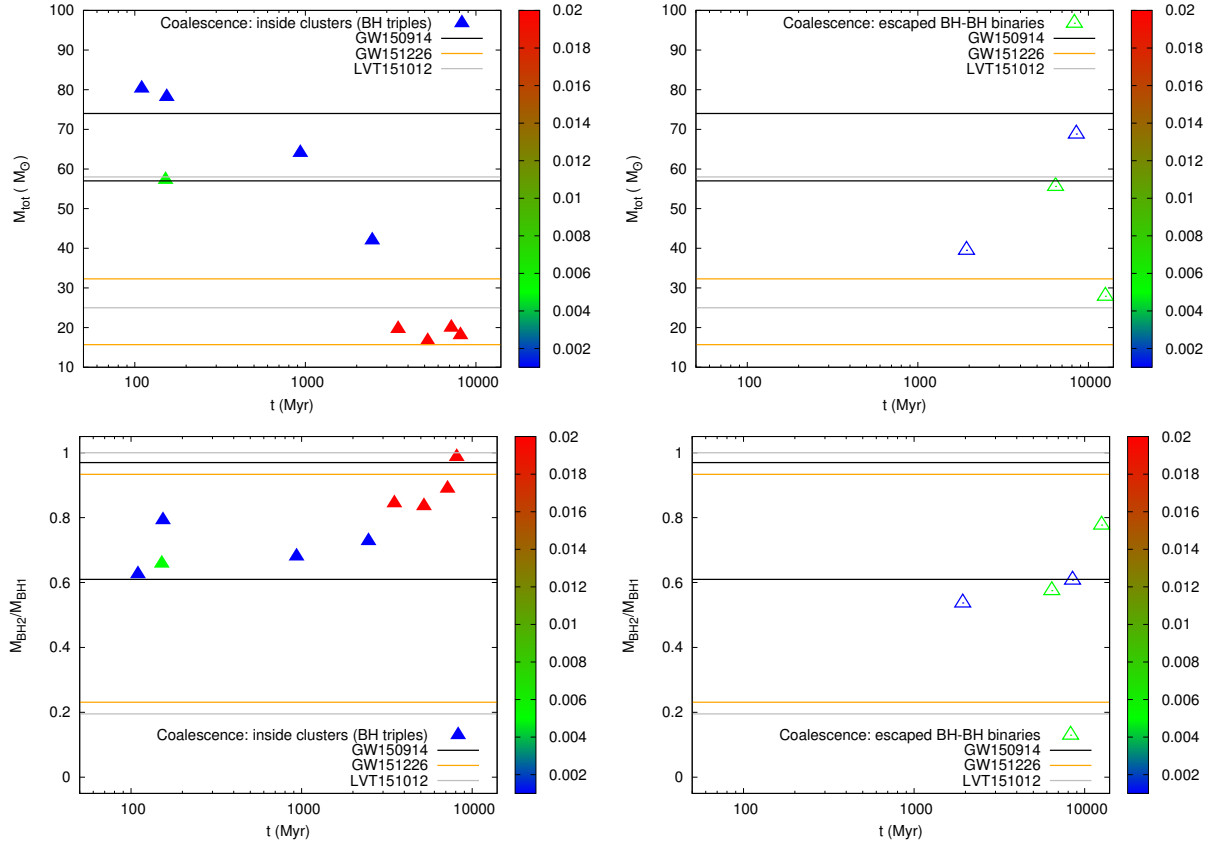 Coalescence: inside clusters (BH triples)
GW150914
GW151226
LVT151012
M_tot ( M_⊙)
100
90
80
70
60
50
40
30
20
10
100 1000 10000
t (Myr)
0.02
0.018
0.016
0.014
0.012
0.01
0.008
0.006
0.004
0.002
Coalescence: escaped BH-BH binaries
GW150914
GW151226
LVT151012
M_tot ( M_⊙)
100
90
80
70
60
50
40
30
20
10
100 1000 10000
t (Myr)
0.02
0.018
0.016
0.014
0.012
0.01
0.008
0.006
0.004
0.002
M_BH2/M_BH1
1
0.8
0.6
0.4
0.2
0
Coalescence: inside clusters (BH triples)
GW150914
GW151226
LVT151012
100 1000 10000
t (Myr)
0.02
0.018
0.016
0.014
0.012
0.01
0.008
0.006
0.004
0.002
M_BH2/M_BH1
1
0.8
0.6
0.4
0.2
0
Coalescence: escaped BH-BH binaries
GW150914
GW151226
LVT151012
100 1000 10000
t (Myr)
0.02
0.018
0.016
0.014
0.012
0.01
0.008
0.006
0.004
0.002